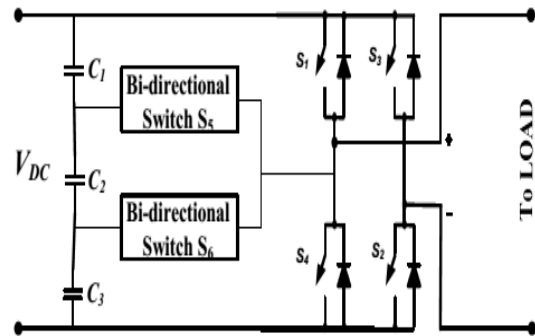 C1
S1
S3
Bi-directional
Switch S5
VDC
C2
+
To LOAD
Bi-directional
Switch S6
-
S4
S2
C3